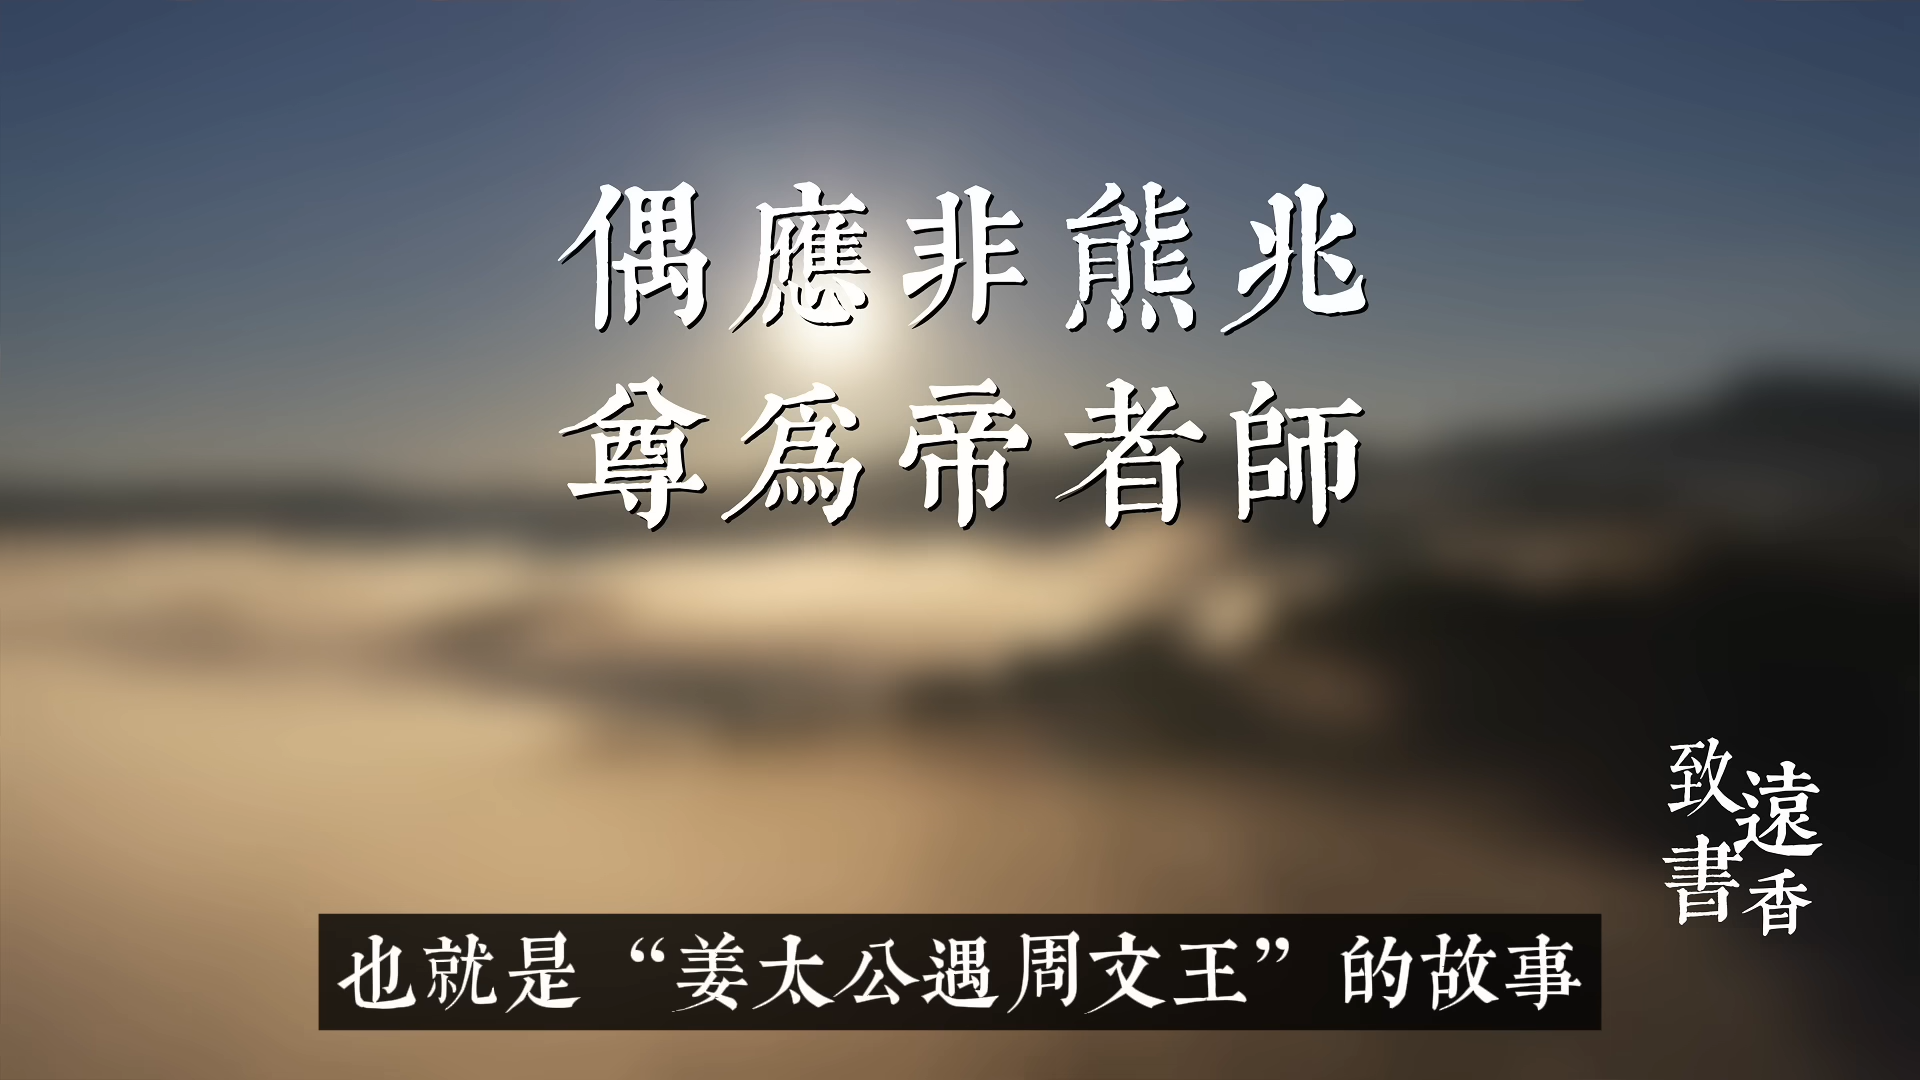 偶應非熊兆
尊爲帝者師
致遠
書香
也就是“姜太公遇周文王”的故事